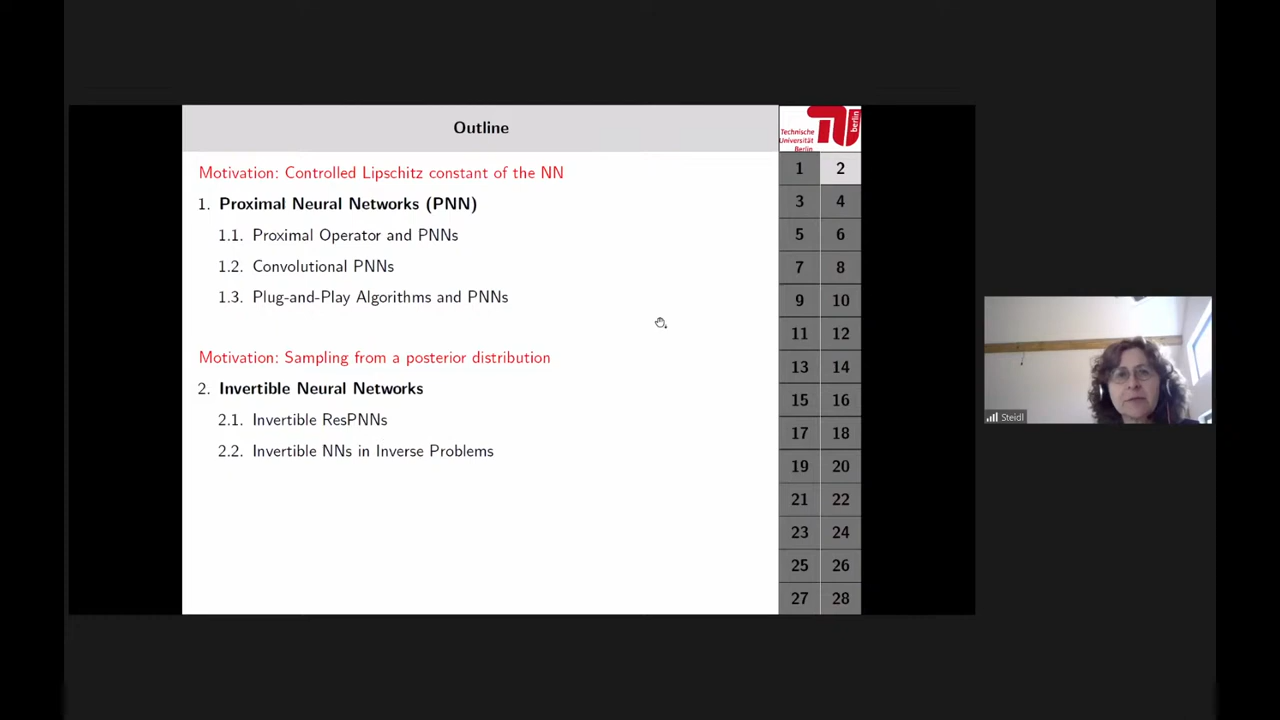 Outline
Motivation: Controlled Lipschitz constant of the NN
1. Proximal Neural Networks (PNN)
1.1. Proximal Operator and PNNs
1.2. Convolutional PNNs
1.3. Plug-and-Play Algorithms and PNNs
Motivation: Sampling from a posterior distribution
2. Invertible Neural Networks
2.1. Invertible ResPNNs
2.2. Invertible NNs in Inverse Problems
Technische
Universität
Berlin
berlin
1 2
3 4
5 6
7 8
9 10
11 12
13 14
15 16
17 18
19 20
21 22
23 24
25 26
27 28
Steidl